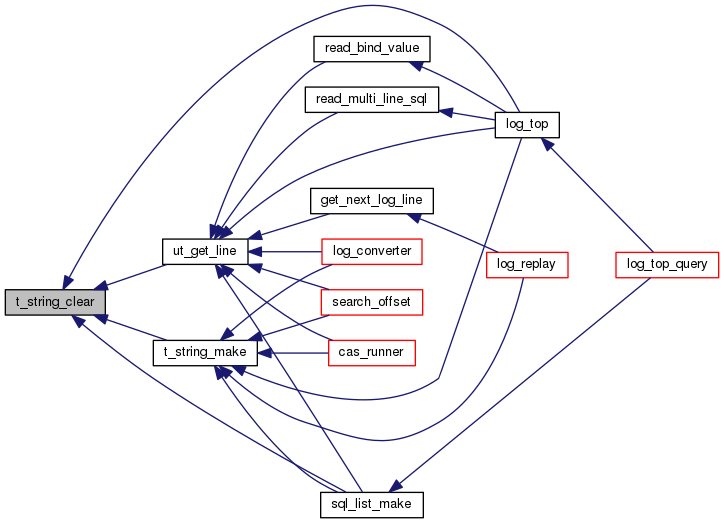 read_bind_value
read_multi_line_sql
log_top
get_next_log_line
ut_get_line
log_converter
log_replay
log_top_query
t_string_clear
search_offset
t_string_make
cas_runner
sql_list_make